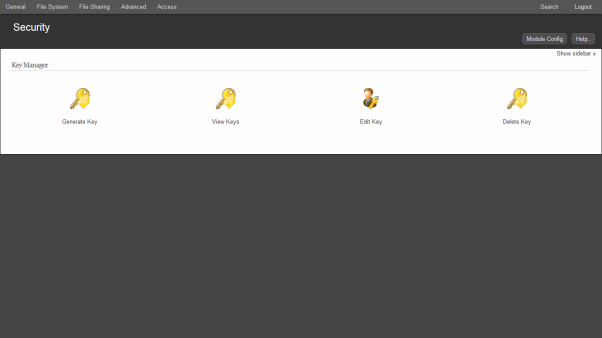 General File System File Sharing Advanced Access Search Logout
Security
Module Config Help..
Show sidebar »
Key Manager
Generate Key View Keys Edit Key Delete Key